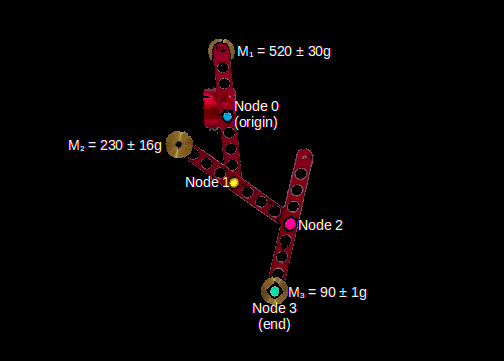 M₁ = 520 ± 30g
Node 0
(origin)
M₂ = 230 ± 16g
Node 1
Node 2
M₃ = 90 ± 1g
Node 3
(end)